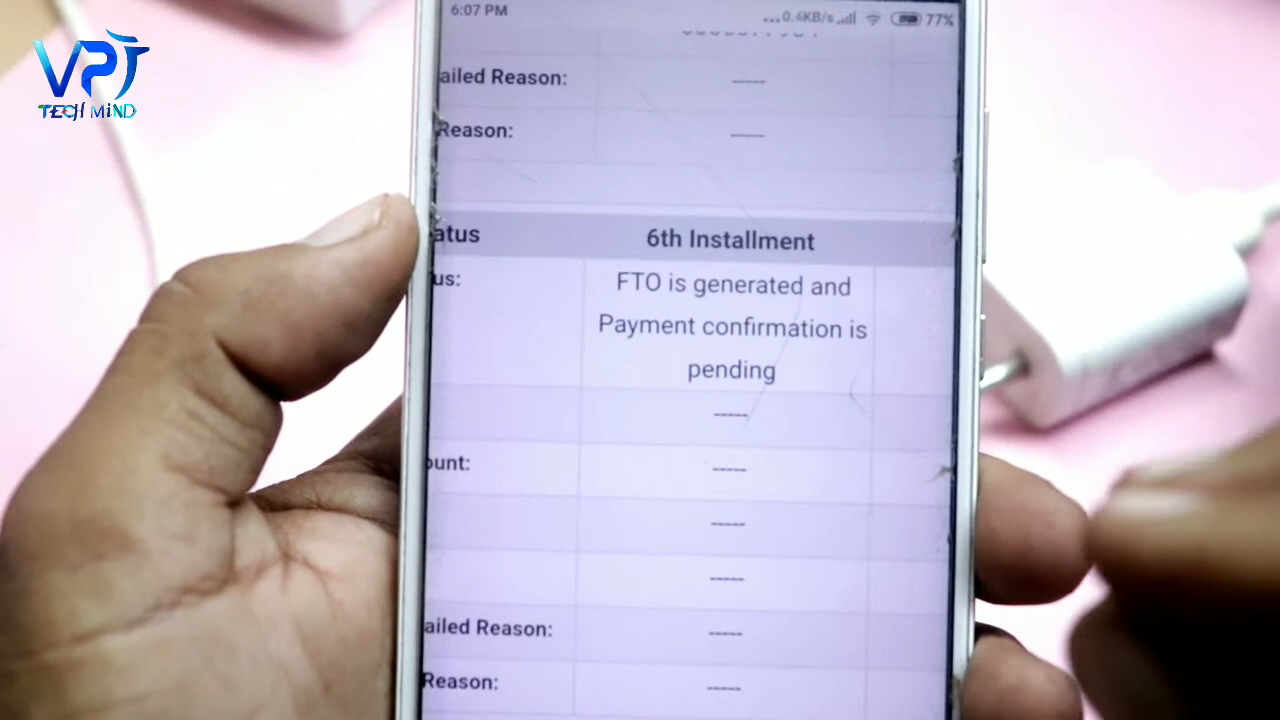 6:07 PM
...0.4KB/s
77%
VPJ
TECH MiND
ailed Reason:
-----
Reason:
-----
atus
6th Installment
us:
FTO is generated and
Payment confirmation is
pending
-----
ount:
-----
-----
-----
ailed Reason:
-----
Reason:
-----